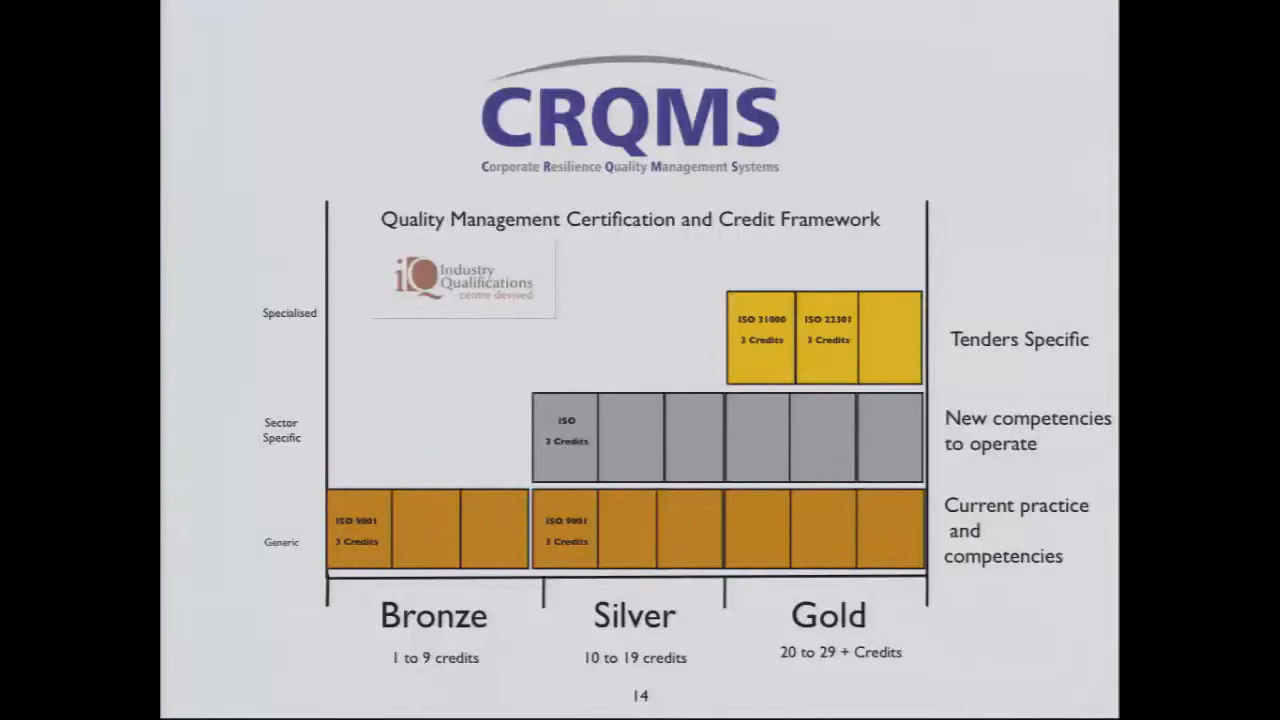 CRQMS
Corporate Resilience Quality Management Systems
Quality Management Certification and Credit Framework
iQ Industry
Qualifications
centre devised
Specialised
ISO 31000
3 Credits
ISO 22301
3 Credits
Tenders Specific
Sector
Specific
ISO
3 Credits
New competencies
to operate
Generic
ISO 9001
3 Credits
ISO 9001
3 Credits
Current practice
and
competencies
Bronze
Silver
Gold
1 to 9 credits
10 to 19 credits
20 to 29 + Credits
14